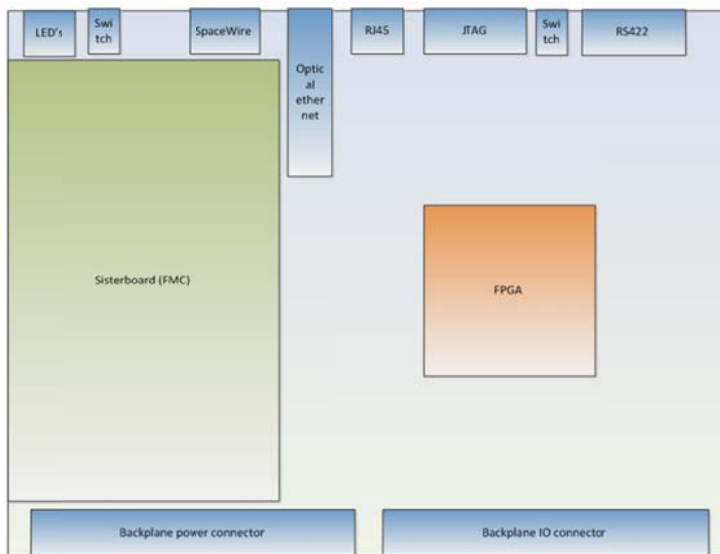 LED's
Swi
tch
SpaceWire
Optic
al
ether
net
RJ45
JTAG
Swi
tch
RS422
Sisterboard (FMC)
FPGA
Backplane power connector
Backplane IO connector